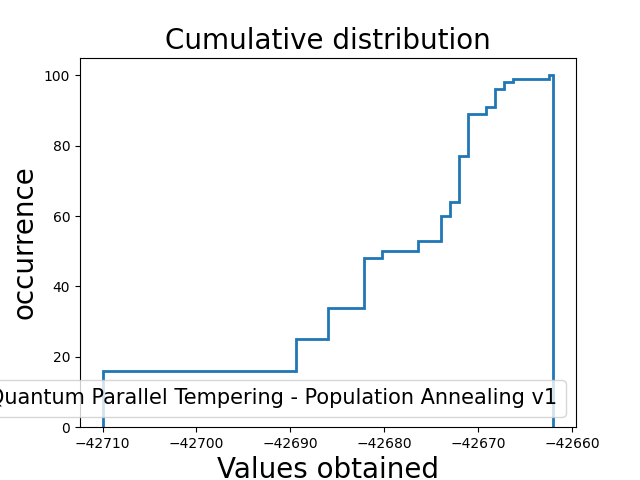 Cumulative distribution
occurrence
100
80
60
40
20
0
Quantum Parallel Tempering - Population Annealing v1
−42710 −42700 −42690 −42680 −42670 −42660
Values obtained